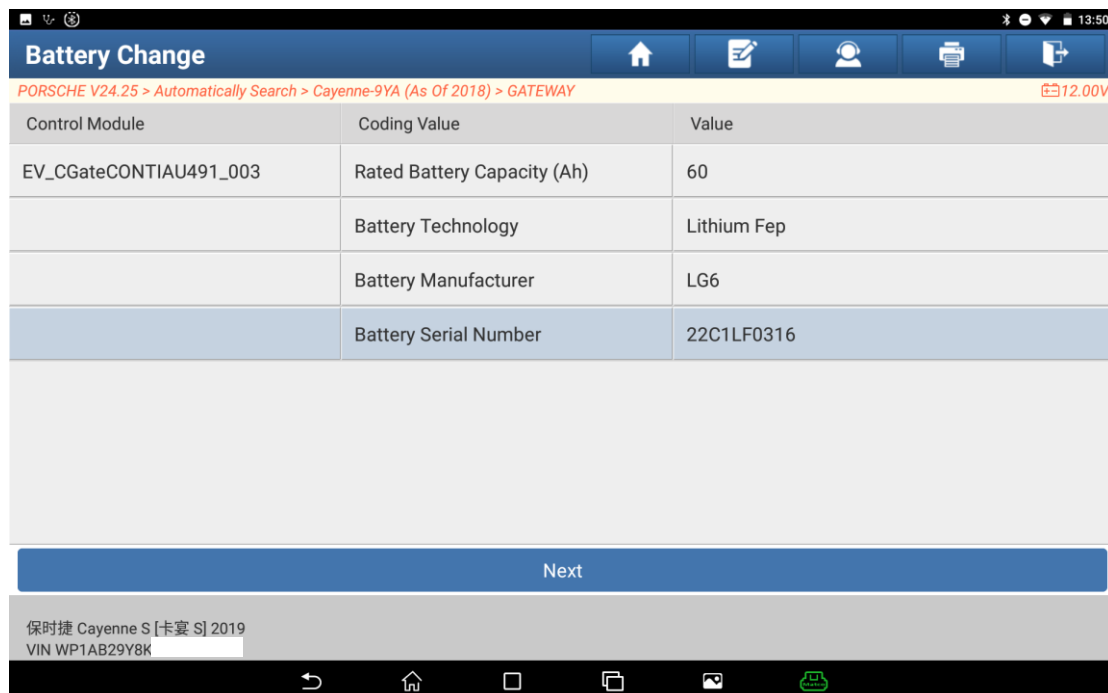 13:50
Battery Change
PORSCHE V24.25 > Automatically Search > Cayenne-9YA (As Of 2018) > GATEWAY 12.00V
Control Module Coding Value Value
EV_CGateCONTIAU491_003 Rated Battery Capacity (Ah) 60
Battery Technology Lithium Fep
Battery Manufacturer LG6
Battery Serial Number 22C1LF0316
Next
保时捷 Cayenne S [卡宴 S] 2019
VIN WP1AB29Y8K